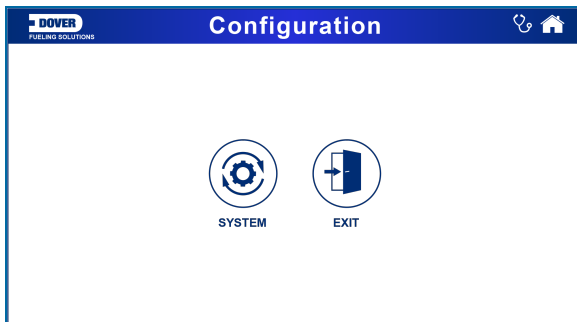 DOVER
FUELING SOLUTIONS
Configuration
SYSTEM
EXIT